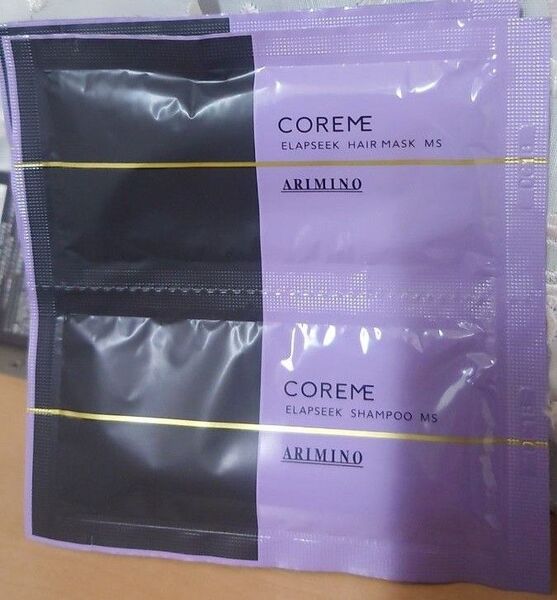 COREME
ELAPSEEK HAIR MASK MS
ARIMINO
COREME
ELAPSEEK SHAMPOO MS
ARIMINO